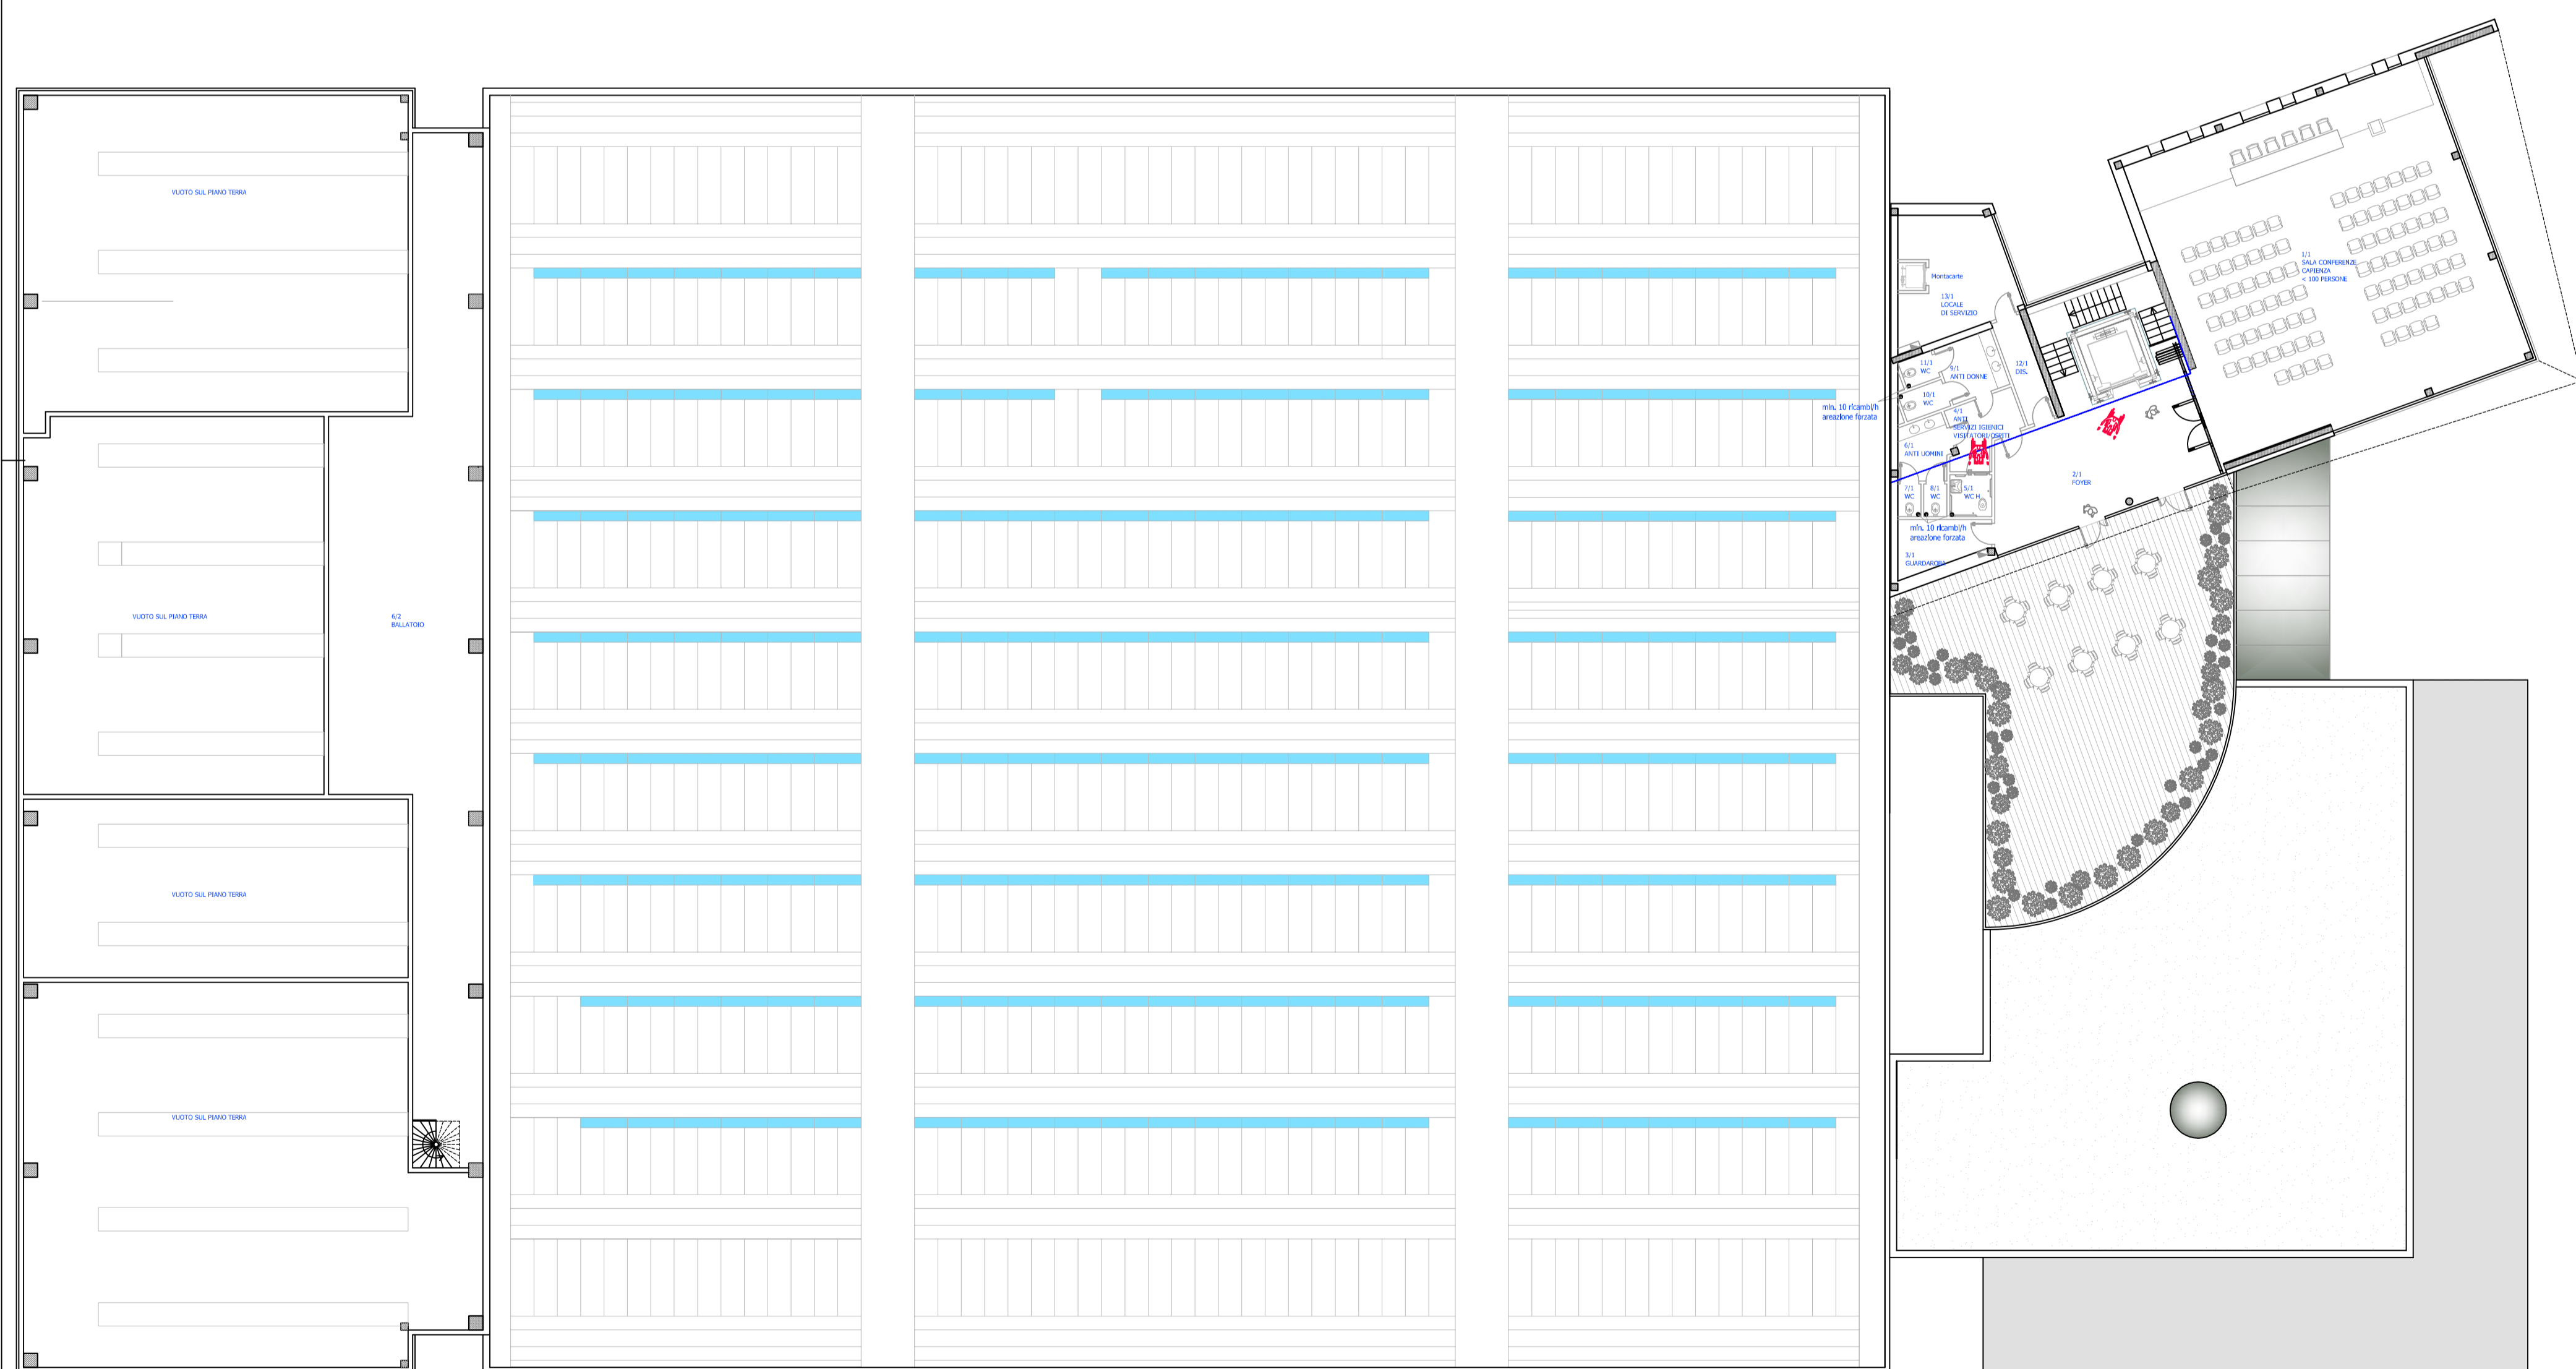 VUOTO SUL PIANO TERRA
VUOTO SUL PIANO TERRA
6/2
BALLATOIO
VUOTO SUL PIANO TERRA
VUOTO SUL PIANO TERRA
1/1
SALA CONFERENZE
CAPIENZA
< 100 PERSONE
Montacarte
13/1
LOCALE
DI SERVIZIO
11/1
WC
9/1
ANTI DONNE
12/1
DIS.
10/1
WC
min. 10 ricambi/h
areazione forzata
4/1
ANTI
SERVIZI IGIENICI
VISITATORI/OSPITI
6/1
ANTI UOMINI
2/1
FOYER
7/1
WC
8/1
WC
5/1
WC H
min. 10 ricambi/h
areazione forzata
3/1
GUARDAROBA